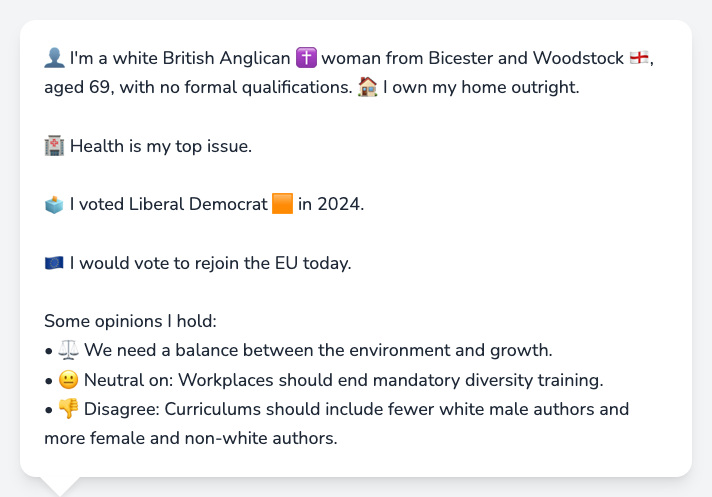 👤 I'm a white British Anglican ✝️ woman from Bicester and Woodstock 🏴󠁧󠁢󠁥󠁮󠁧󠁿,
aged 69, with no formal qualifications. 🏠 I own my home outright.
🏥 Health is my top issue.
🗳️ I voted Liberal Democrat 🟧 in 2024.
🇪🇺 I would vote to rejoin the EU today.
Some opinions I hold:
• ⚖️ We need a balance between the environment and growth.
• 😐 Neutral on: Workplaces should end mandatory diversity training.
• 👎 Disagree: Curriculums should include fewer white male authors and
more female and non-white authors.